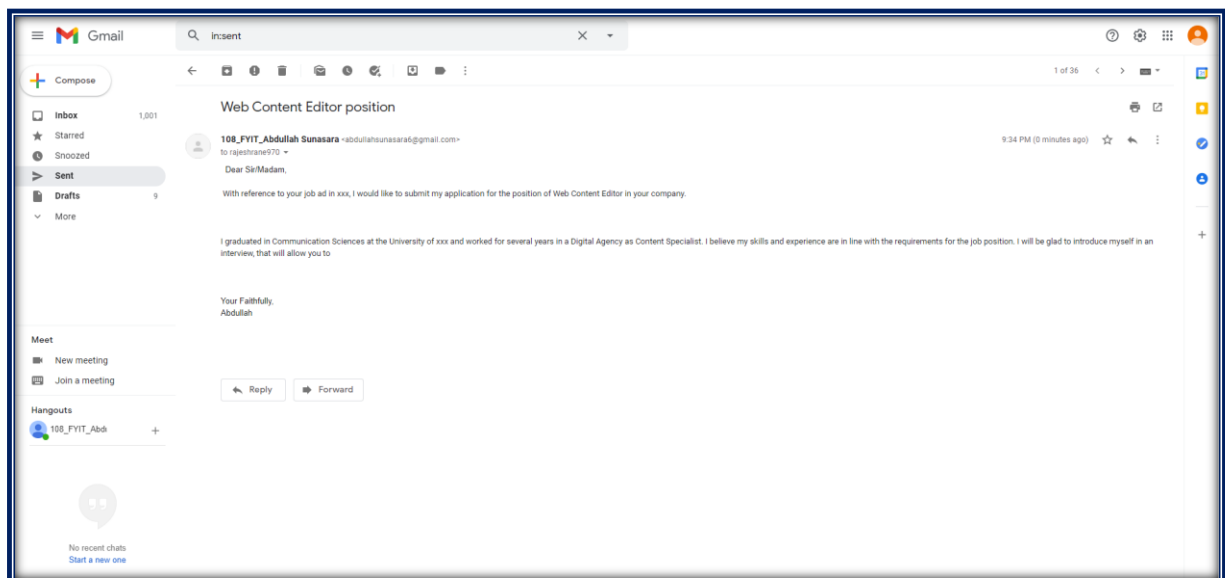 Gmail
in:sent
Compose
1 of 36
Web Content Editor position
Inbox 1,001
Starred
Snoozed
Sent
Drafts 9
More
108_FYIT_Abdullah Sunasara <abdullahsunasara6@gmail.com>
9:34 PM (0 minutes ago)
to rajeshrane970
Dear Sir/Madam,
With reference to your job ad in xxx, I would like to submit my application for the position of Web Content Editor in your company.
I graduated in Communication Sciences at the University of xxx and worked for several years in a Digital Agency as Content Specialist. I believe my skills and experience are in line with the requirements for the job position. I will be glad to introduce myself in an
interview, that will allow you to
Your Faithfully,
Abdullah
Reply
Forward
Meet
New meeting
Join a meeting
Hangouts
108_FYIT_Abd
No recent chats
Start a new one